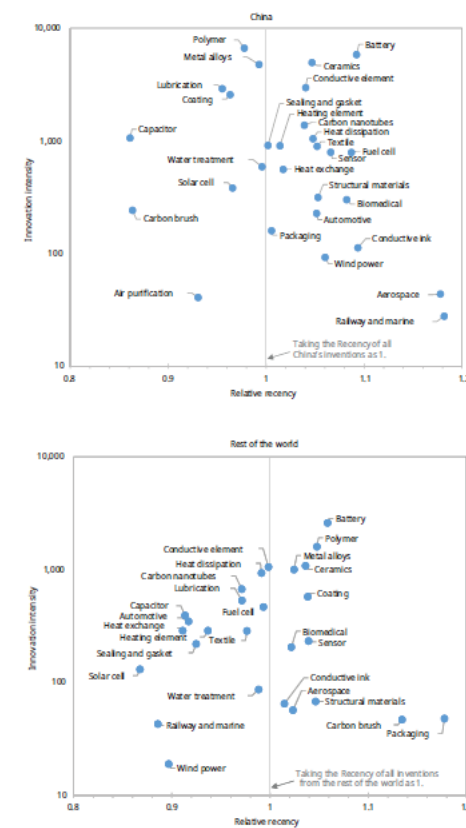 China
10,000
Polymer
Battery
Metal alloys
Ceramics
Conductive element
Lubrication
Coating
Sealing and gasket
Heating element
Carbon nanotubes
Capacitor
Heat dissipation
1,000
Textile
Fuel cell
Sensor
Water treatment
Heat exchange
Solar cell
Structural materials
Biomedical
Carbon brush
Automotive
Packaging
Conductive ink
100
Wind power
Air purification
Aerospace
Railway and marine
Taking the Recency of all
China's inventions as 1.
10
0.8
0.9
1
1.1
Relative recency
Innovation intensity
Rest of the world
10,000
Battery
Polymer
Conductive element
Metal alloys
Heat dissipation
Ceramics
1,000
Carbon nanotubes
Lubrication
Coating
Capacitor
Fuel cell
Automotive
Heat exchange
Biomedical
Heating element
Textile
Sensor
Sealing and gasket
Solar cell
Conductive ink
Water treatment
Aerospace
100
Structural materials
Railway and marine
Carbon brush
Packaging
Wind power
Taking the Recency of all inventions
from the rest of the world as 1.
10
0.8
0.9
1
1.1
Relative recency
Innovation intensity